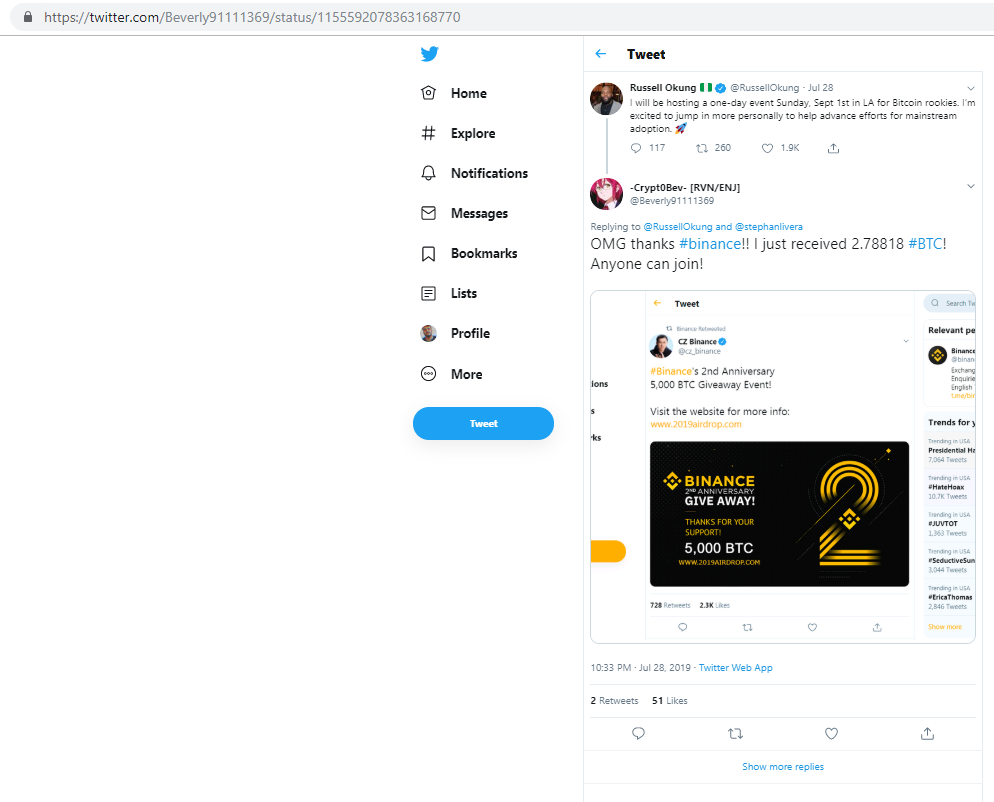 https://twitter.com/Beverly91111369/status/1155592078363168770
Home
Explore
Notifications
Messages
Bookmarks
Lists
Profile
More
Tweet
Tweet
Russell Okung @RussellOkung · Jul 28
I will be hosting a one-day event Sunday, Sept 1st in LA for Bitcoin rookies. I'm
excited to jump in more personally to help advance efforts for mainstream
adoption.
117 260 1.9K
-Crypt0Bev- [RVN/ENJ]
@Beverly91111369
Replying to @RussellOkung and @stephanlivera
OMG thanks #binance!! I just received 2.78818 #BTC!
Anyone can join!
ions
s
rks
Tweet
Binance Retweeted
CZ Binance
@cz_binance
#Binance's 2nd Anniversary
5,000 BTC Giveaway Event!
Visit the website for more info:
www.2019airdrop.com
BINANCE
2ND ANNIVERSARY
GIVE AWAY!
THANKS FOR YOUR
SUPPORT!
5,000 BTC
WWW.2019AIRDROP.COM
728 Retweets 2.3K Likes
Search Tw
Relevant pe
Binance
@binan
Exchang
Enquirie
English
t.me/bin
Trends for y
Trending in USA
Presidential Ha
7,064 Tweets
Trending in USA
#HateHoax
10.7K Tweets
Trending in USA
#JUVTOT
1,363 Tweets
Trending in USA
#SeductiveSun
3,044 Tweets
Trending in USA
#EricaThomas
2,846 Tweets
Show more
10:33 PM · Jul 28, 2019 · Twitter Web App
2 Retweets 51 Likes
Show more replies